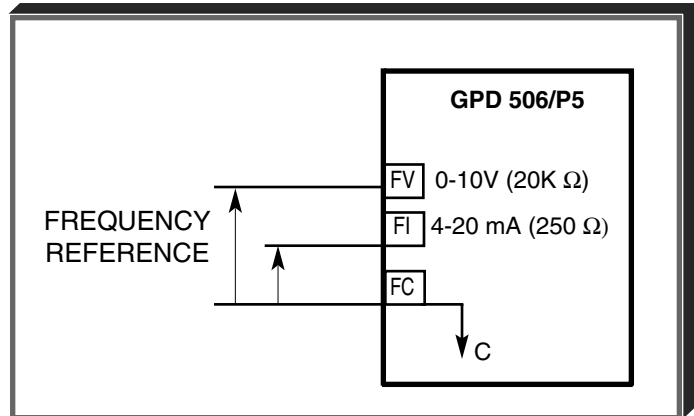 GPD 506/P5
FV 0-10V (20K Ω)
FI 4-20 mA (250 Ω)
FREQUENCY
REFERENCE
FC
C